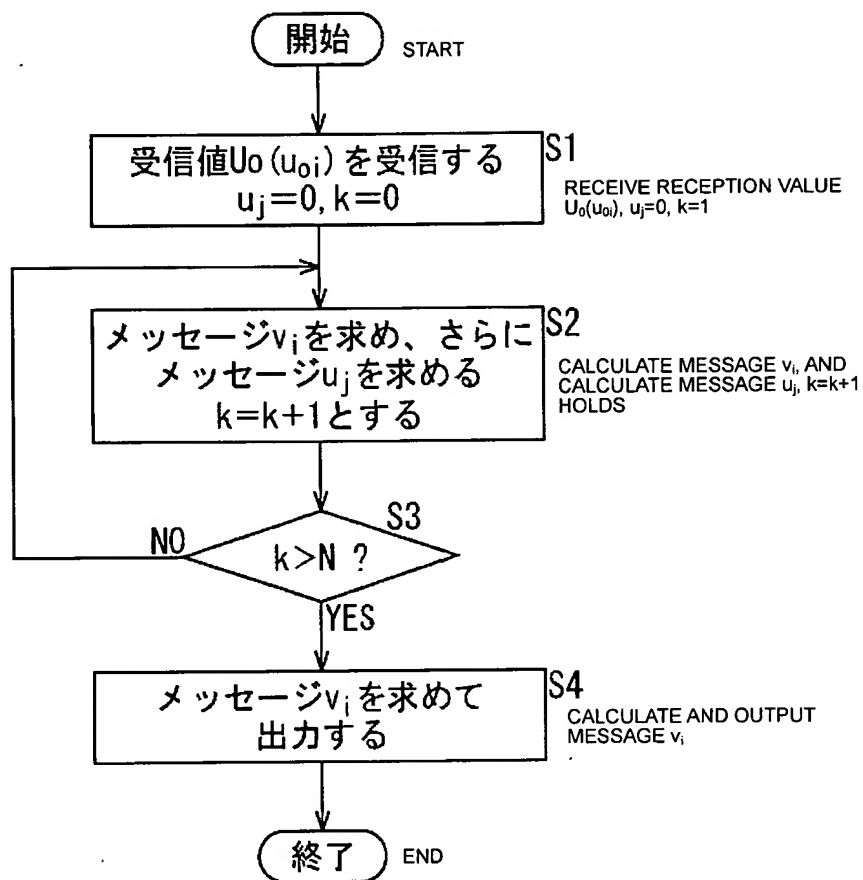 開始
START
受信値U₀(u₀ᵢ)を受信する
uⱼ=0, k=0
S1
RECEIVE RECEPTION VALUE
U₀(u₀ᵢ), uⱼ=0, k=1
メッセージvᵢを求め、さらに
メッセージuⱼを求める
k=k+1とする
S2
CALCULATE MESSAGE vᵢ, AND
CALCULATE MESSAGE uⱼ, k=k+1
HOLDS
S3
NO
k>N ?
YES
メッセージvᵢを求めて
出力する
S4
CALCULATE AND OUTPUT
MESSAGE vᵢ
終了
END